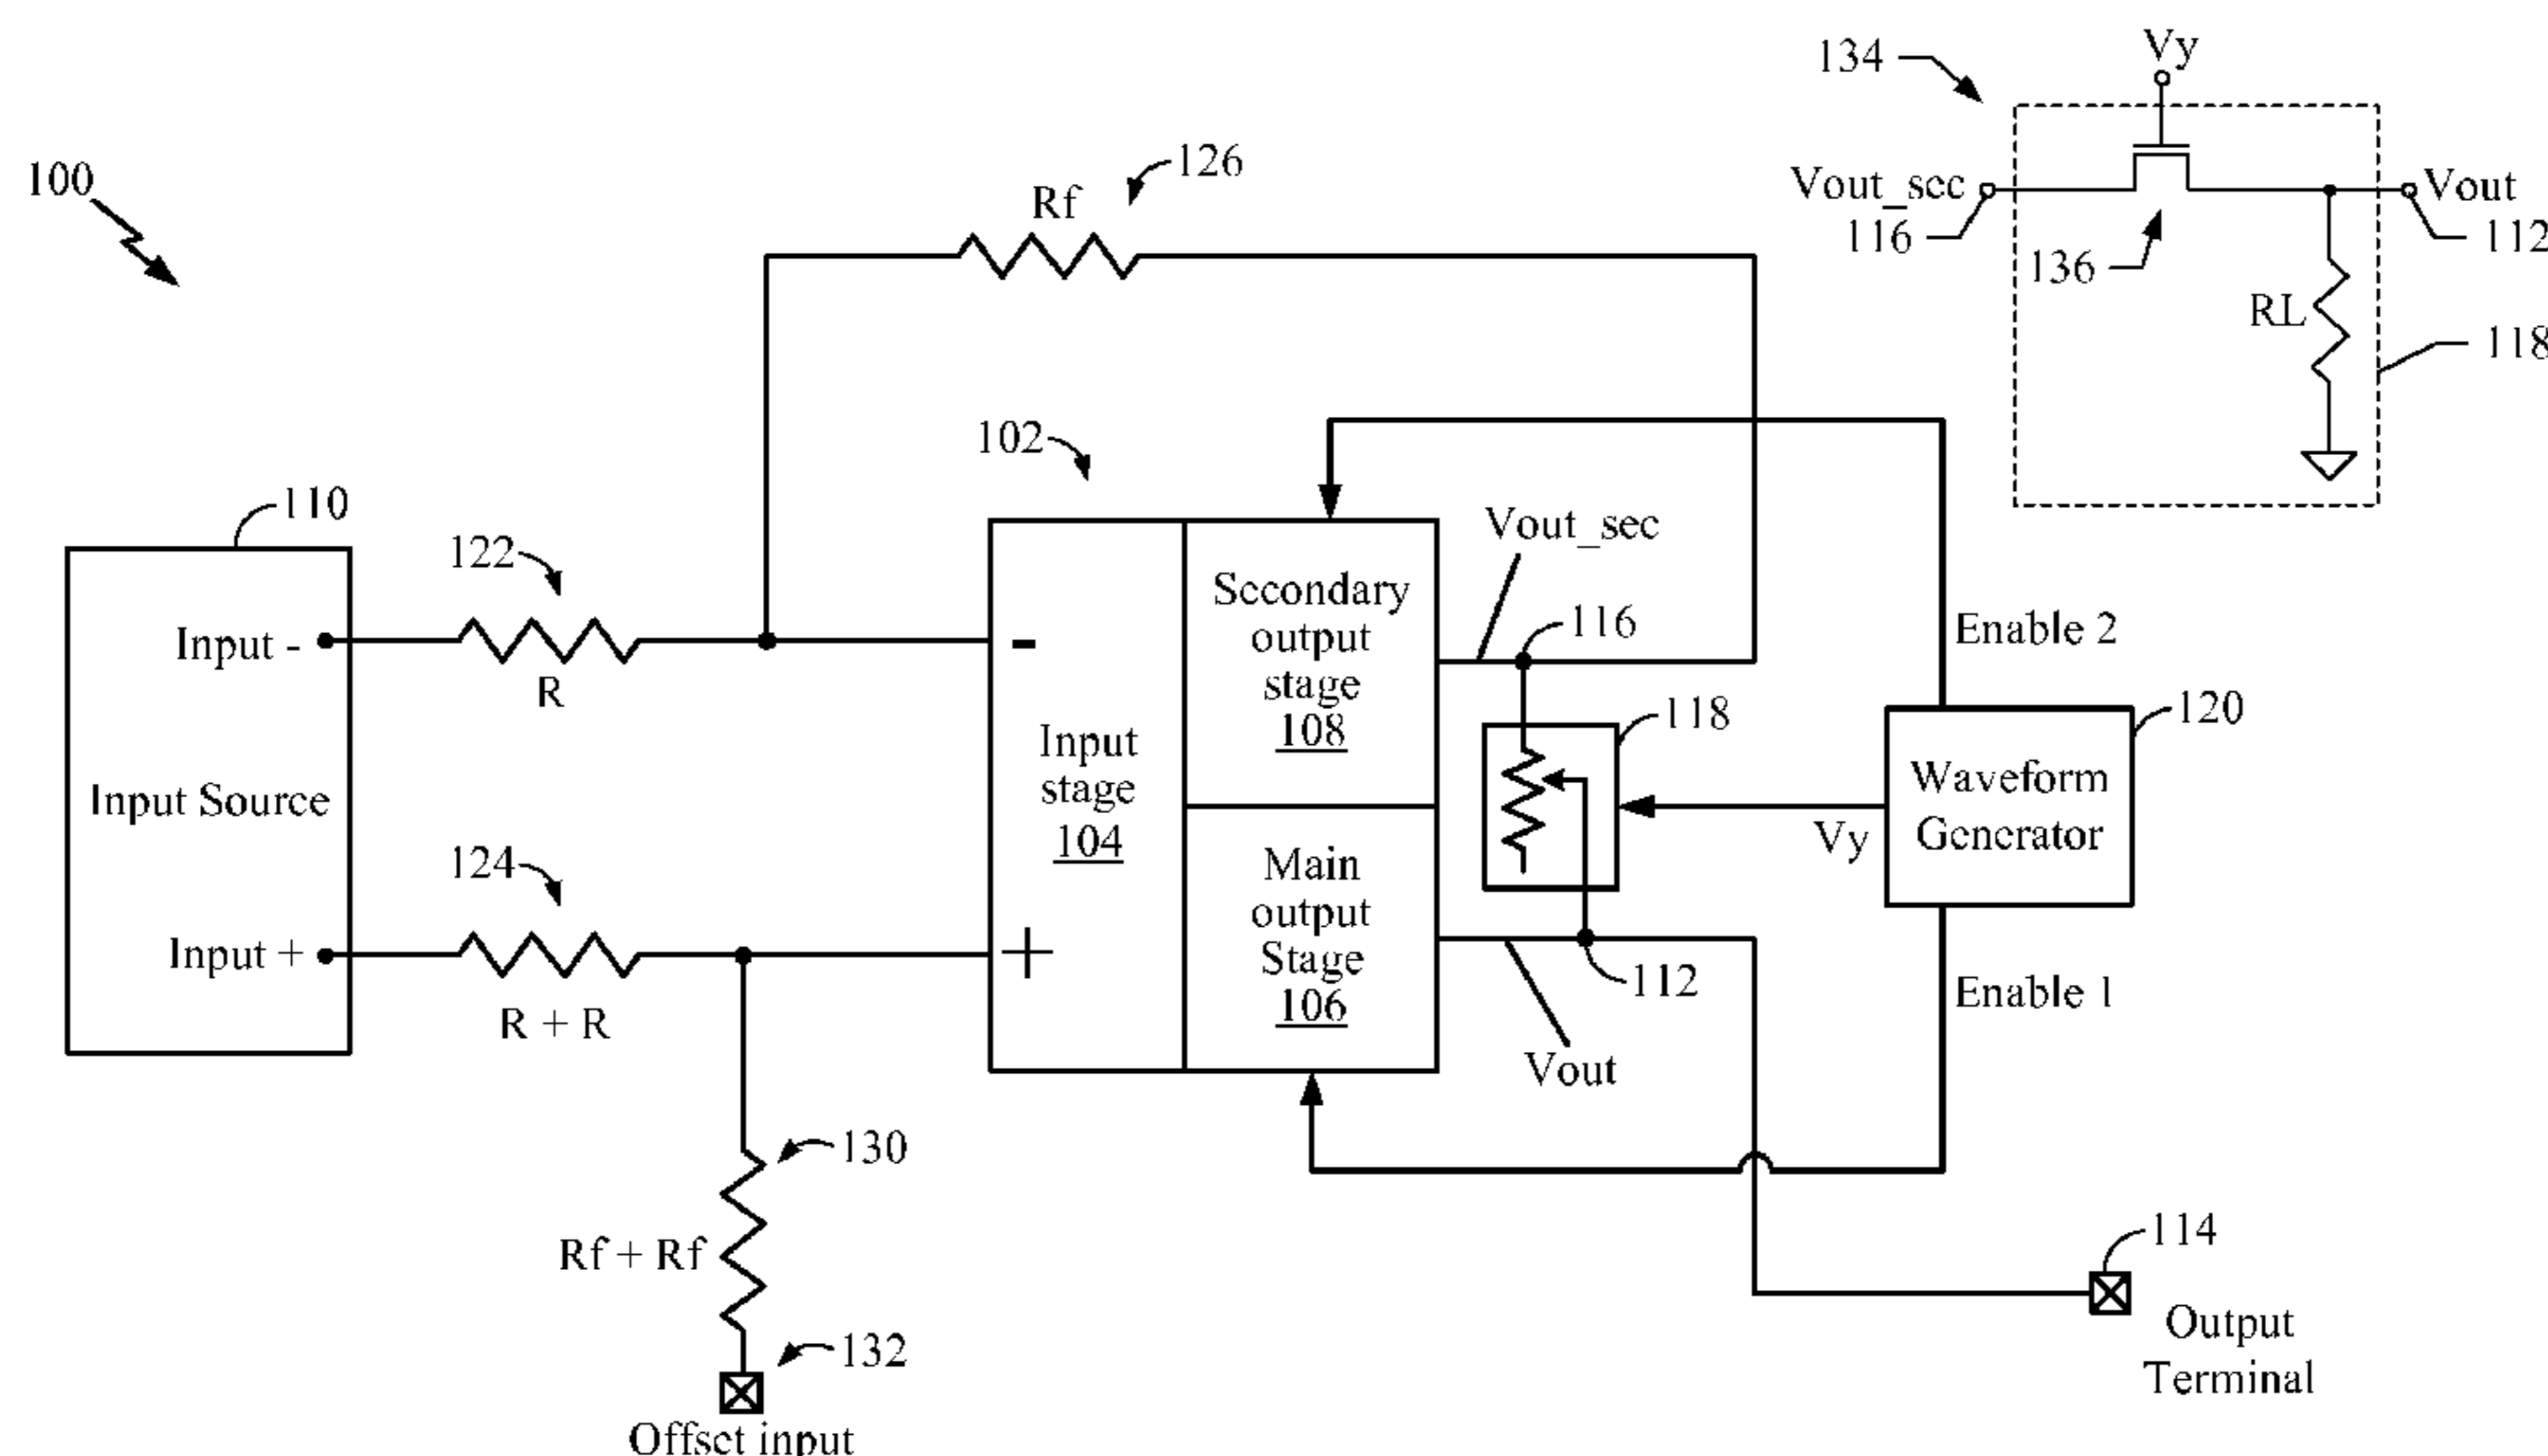 100
134
Vy
Vout_sec
116
136
Vout
112
RL
118
126
Rf
102
110
122
Input -
R
Input Source
124
Input +
R + R
130
Rf + Rf
132
Offset input
-
+
Input
stage
104
Secondary
output
stage
108
Main
output
Stage
106
Vout_sec
116
118
Vy
112
Vout
Enable 2
120
Waveform
Generator
Enable 1
114
Output
Terminal